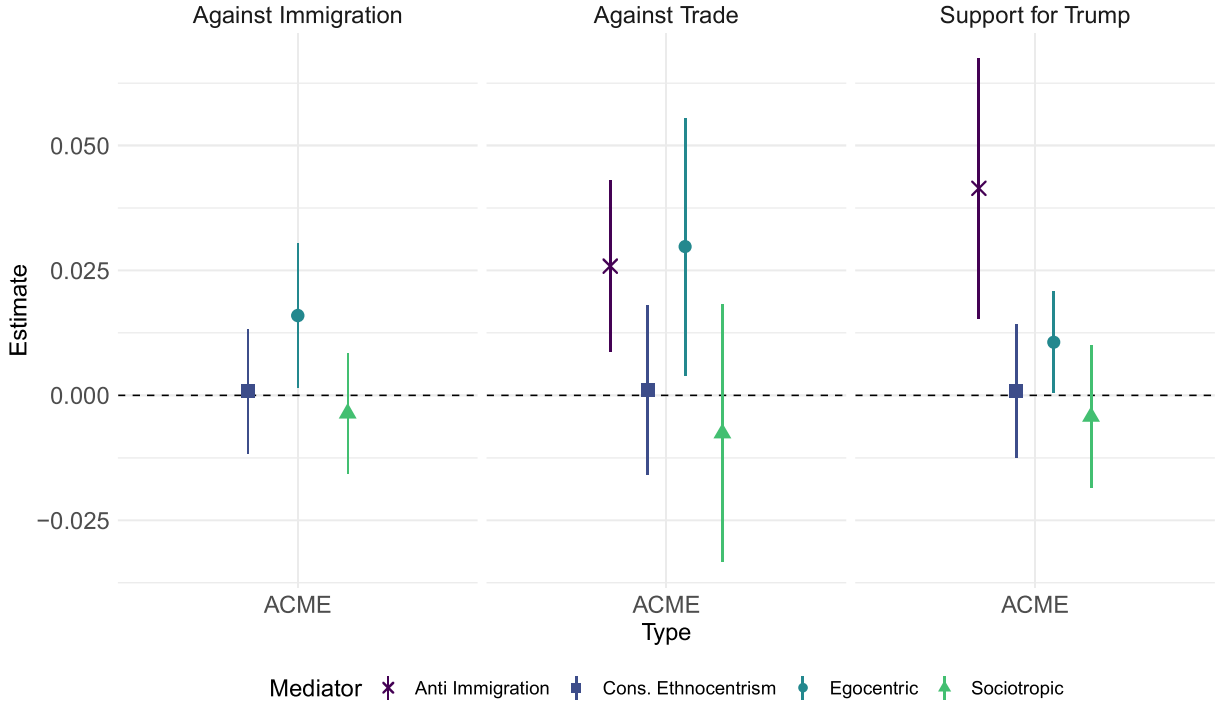 Against Immigration
Against Trade
Support for Trump
Estimate
0.050
0.025
0.000
−0.025
ACME
ACME
ACME
Type
Mediator
Anti Immigration
Cons. Ethnocentrism
Egocentric
Sociotropic